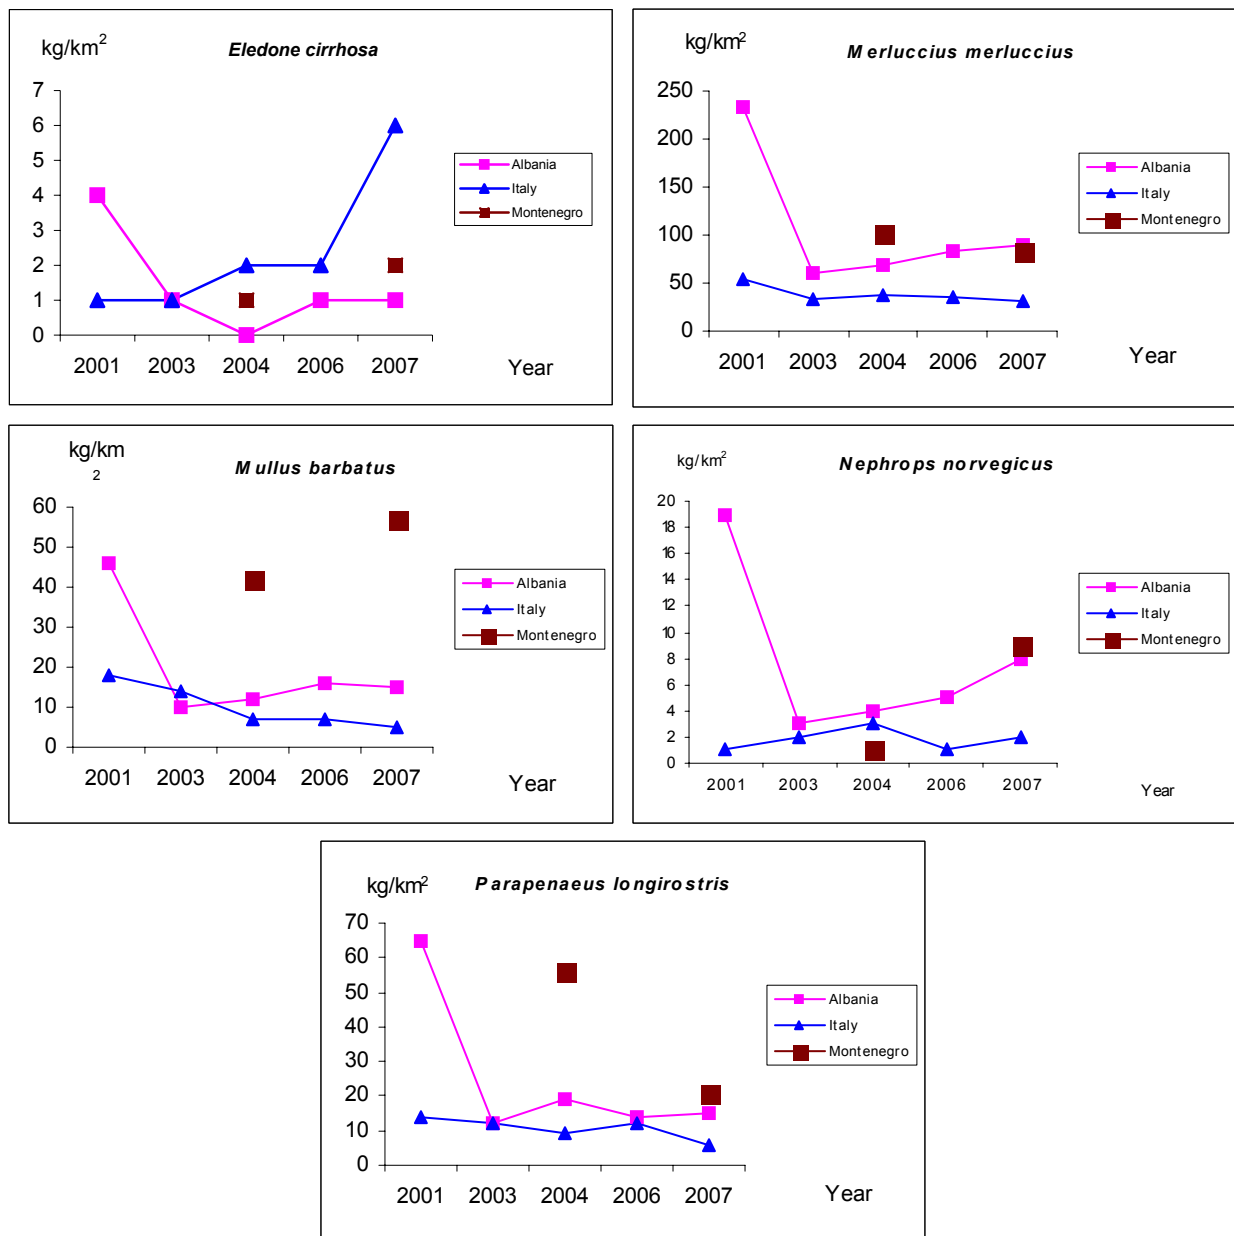 kg/km²
Eledone cirrhosa
7
6
5
4
3
2
1
0
2001 2003 2004 2006 2007
Year
Albania
Italy
Montenegro
kg/km²
Merluccius merluccius
250
200
150
100
50
0
2001 2003 2004 2006 2007
Year
Albania
Italy
Montenegro
kg/km
2
Mullus barbatus
60
50
40
30
20
10
0
2001 2003 2004 2006 2007
Year
Albania
Italy
Montenegro
kg/km²
Nephrops norvegicus
20
18
16
14
12
10
8
6
4
2
0
2001 2003 2004 2006 2007
Year
Albania
Italy
Montenegro
kg/km²
Parapenaeus longirostris
70
60
50
40
30
20
10
0
2001 2003 2004 2006 2007
Year
Albania
Italy
Montenegro